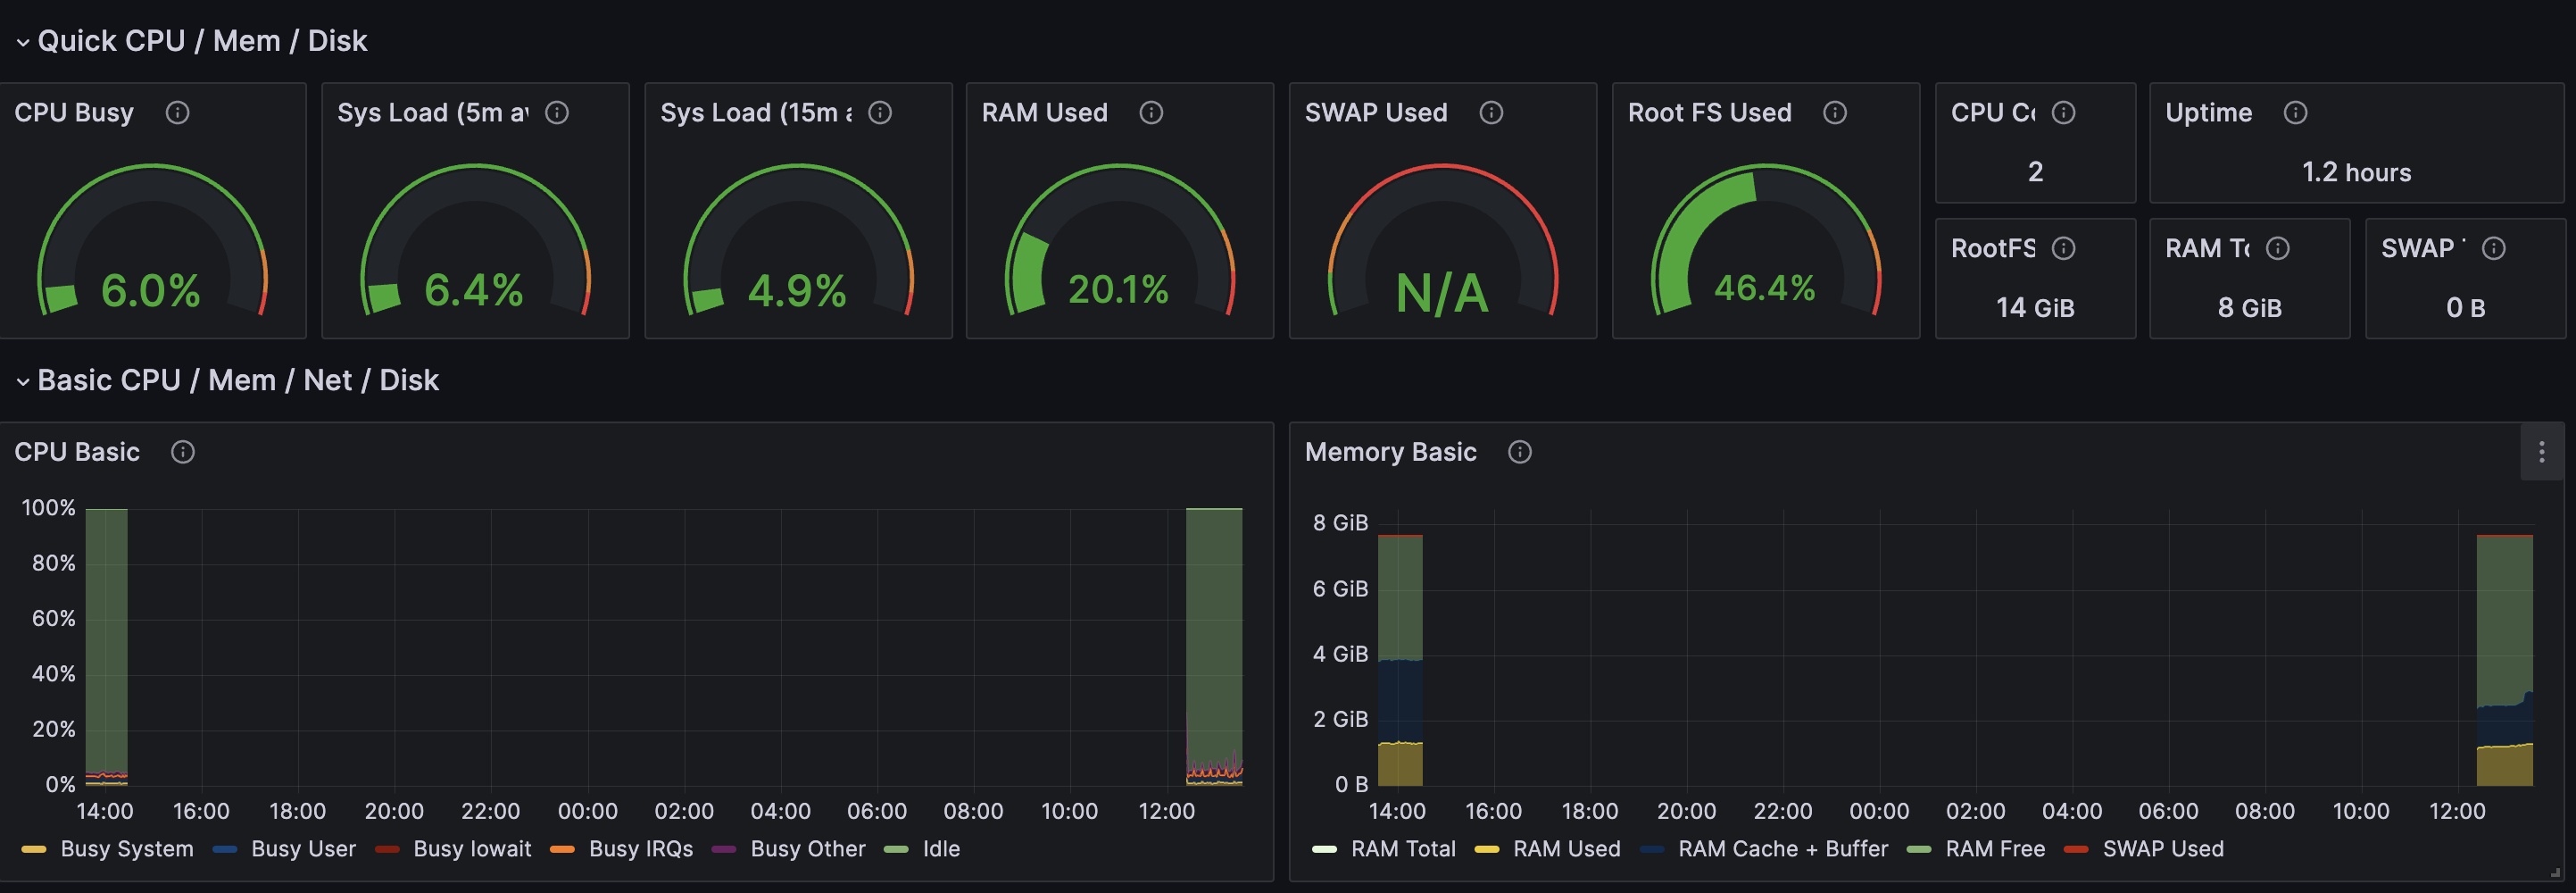 Quick CPU / Mem / Disk
CPU Busy
Sys Load (5m av
Sys Load (15m a
RAM Used
SWAP Used
Root FS Used
CPU Co
Uptime
6.0%
6.4%
4.9%
20.1%
N/A
46.4%
2
1.2 hours
RootFS
RAM To
SWAP
14 GiB
8 GiB
0 B
Basic CPU / Mem / Net / Disk
CPU Basic
100%
80%
60%
40%
20%
0%
14:00 16:00 18:00 20:00 22:00 00:00 02:00 04:00 06:00 08:00 10:00 12:00
Busy System Busy User Busy Iowait Busy IRQs Busy Other Idle
Memory Basic
8 GiB
6 GiB
4 GiB
2 GiB
0 B
14:00 16:00 18:00 20:00 22:00 00:00 02:00 04:00 06:00 08:00 10:00 12:00
RAM Total RAM Used RAM Cache + Buffer RAM Free SWAP Used